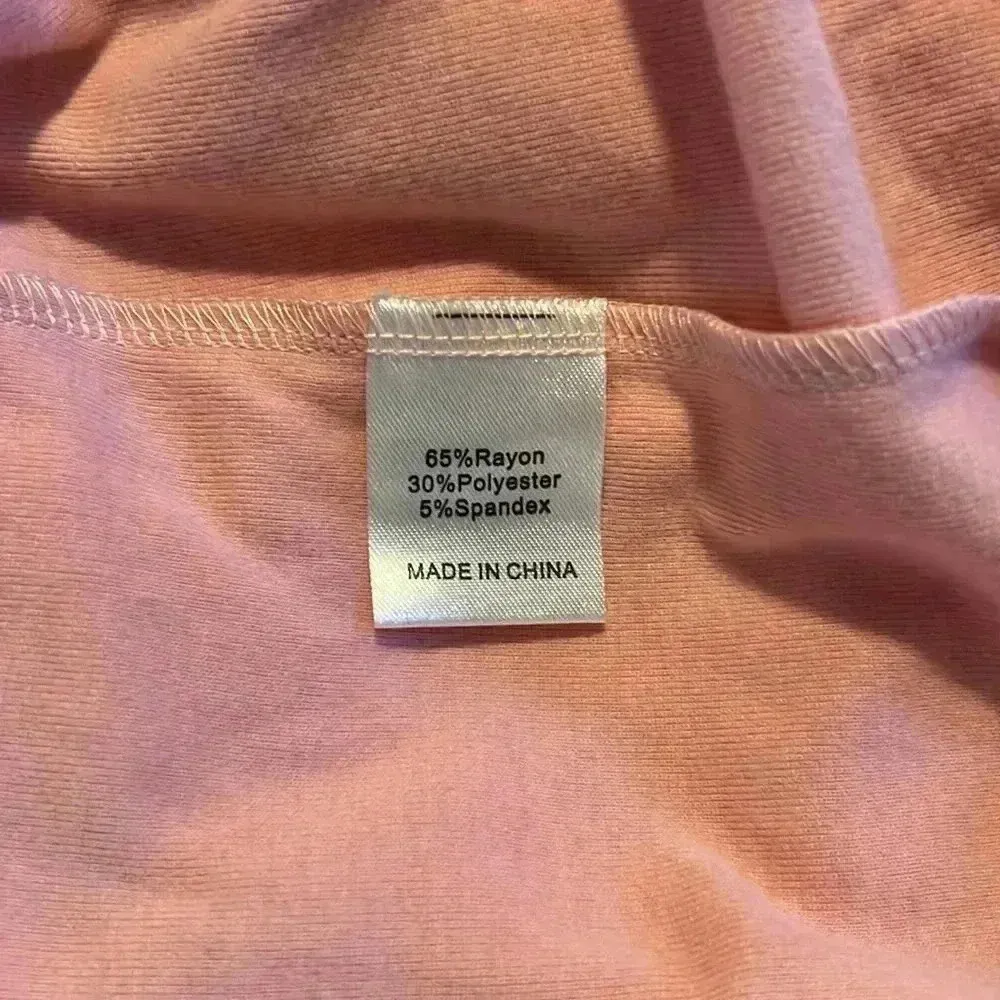 65%Rayon
30%Polyester
5%Spandex
MADE IN CHINA